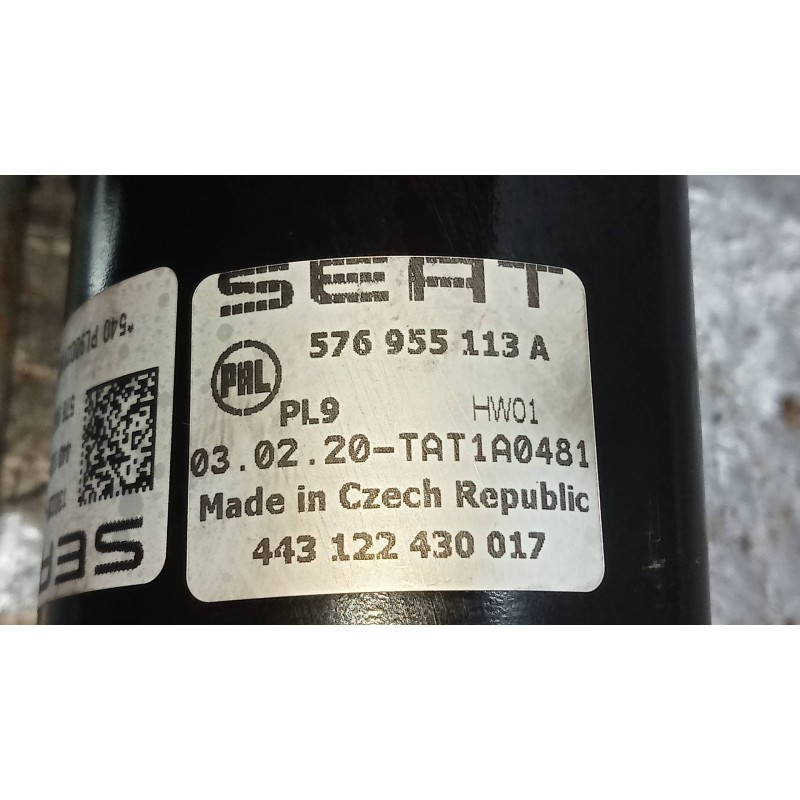 SEAT
576 955 113 A
PAL
PL9 HW01
03.02.20-TAT1A0481
Made in Czech Republic
443 122 430 017